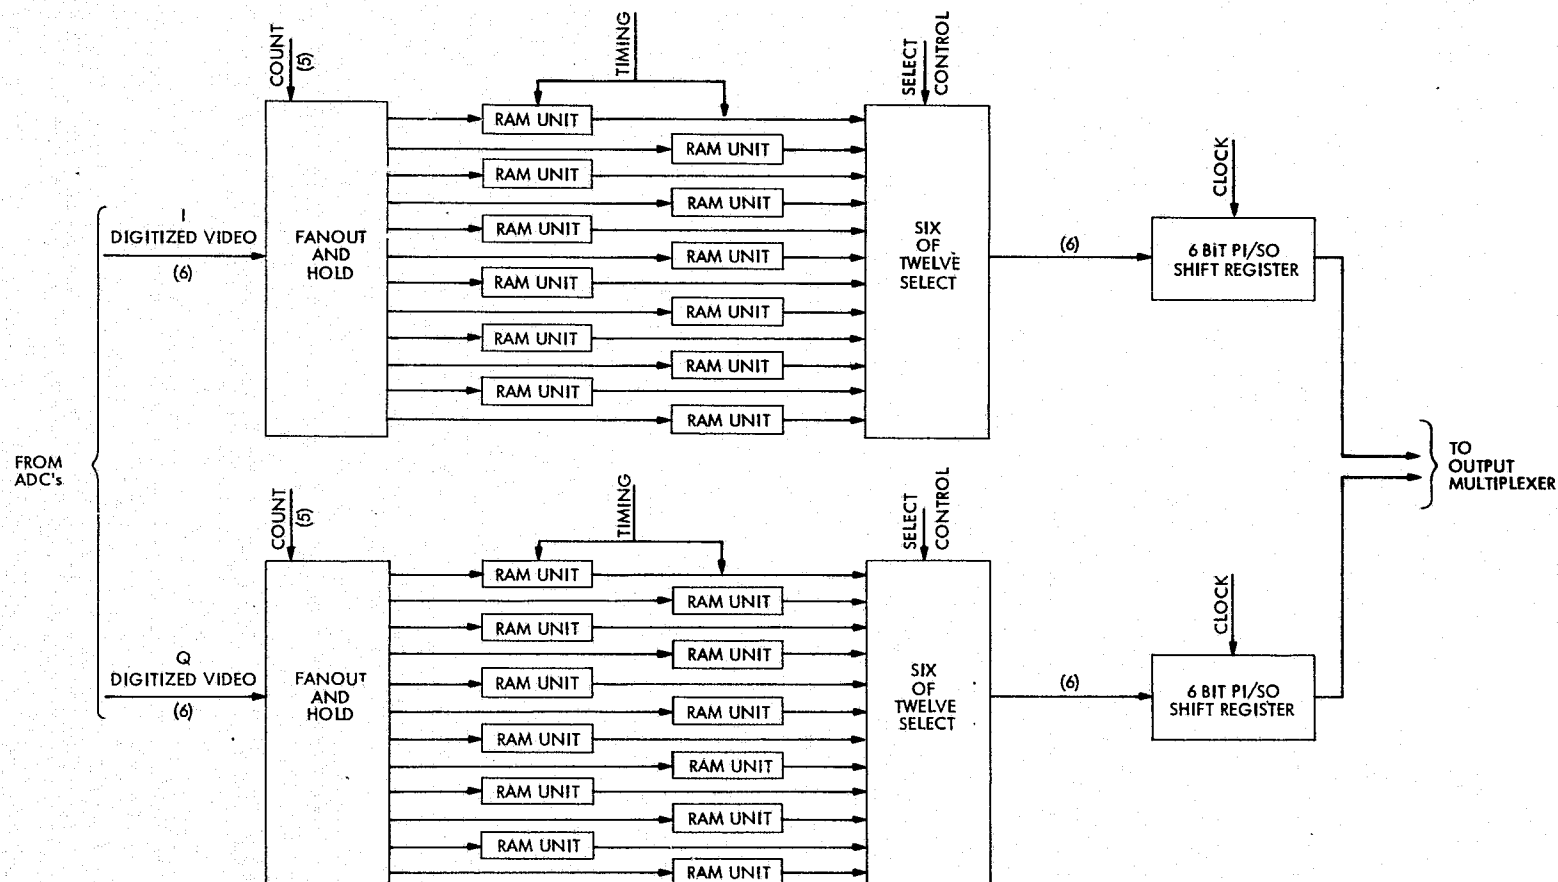 COUNT
(5)
TIMING
SELECT
CONTROL
I
DIGITIZED VIDEO
(6)
FANOUT
AND
HOLD
RAM UNIT
RAM UNIT
RAM UNIT
RAM UNIT
RAM UNIT
RAM UNIT
RAM UNIT
RAM UNIT
RAM UNIT
RAM UNIT
RAM UNIT
RAM UNIT
SIX
OF
TWELVE
SELECT
(6)
CLOCK
6 BIT PI/SO
SHIFT REGISTER
FROM
ADC's
TO
OUTPUT
MULTIPLEXER
COUNT
(5)
TIMING
SELECT
CONTROL
Q
DIGITIZED VIDEO
(6)
FANOUT
AND
HOLD
RAM UNIT
RAM UNIT
RAM UNIT
RAM UNIT
RAM UNIT
RAM UNIT
RAM UNIT
RAM UNIT
RAM UNIT
RAM UNIT
RAM UNIT
RAM UNIT
SIX
OF
TWELVE
SELECT
(6)
CLOCK
6 BIT PI/SO
SHIFT REGISTER